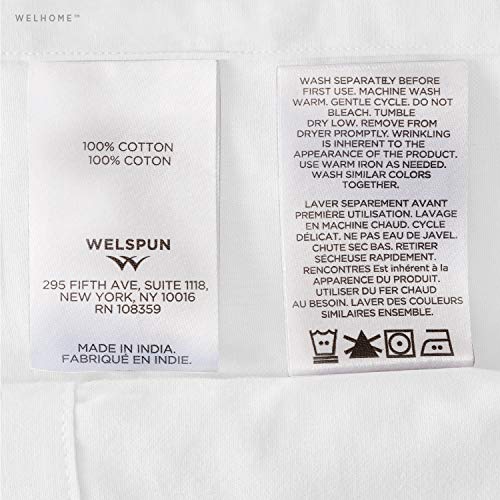 WELHOME™
100% COTTON
100% COTON
WELSPUN
295 FIFTH AVE, SUITE 1118,
NEW YORK, NY 10016
RN 108359
MADE IN INDIA.
FABRIQUÉ EN INDIE.
WASH SEPARATELY BEFORE
FIRST USE. MACHINE WASH
WARM. GENTLE CYCLE. DO NOT
BLEACH. TUMBLE
DRY LOW. REMOVE FROM
DRYER PROMPTLY. WRINKLING
IS INHERENT TO THE
APPEARANCE OF THE PRODUCT.
USE WARM IRON AS NEEDED.
WASH SIMILAR COLORS
TOGETHER.
LAVER SEPAREMENT AVANT
PREMIÈRE UTILISATION. LAVAGE
EN MÀCHINE CHAUD. CYCLE
DÉLICAT. NE PAS EAU DE JAVEL.
CHUTE SEC BAS. RETIRER
SÉCHEUSE RAPIDEMENT.
RENCONTRES Est inhérent à la
APPARENCE DU PRODUIT.
UTILISER DU FER CHAUD
AU BESOIN. LAVER DES COULEURS
SIMILAIRES ENSEMBLE.